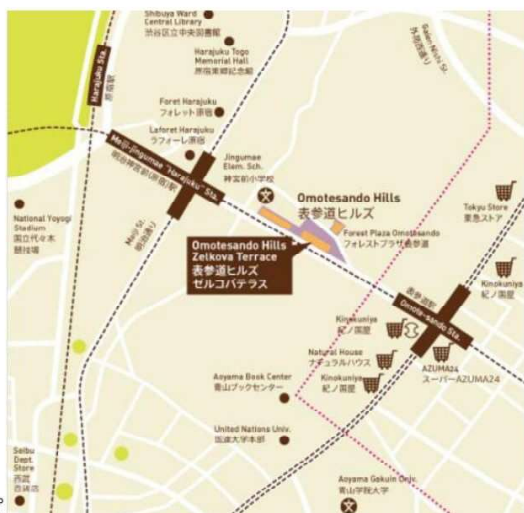 Shibuya Ward
Central Library
渋谷区立中央図書館
Harajuku Togo
Memorial Hall
原宿東郷記念館
Gaien Nishi St.
外苑西通り
Harajuku Sta.
原宿駅
Foret Harajuku
フォレット原宿
Laforet Harajuku
ラフォーレ原宿
Meiji-Jingumae "Harajuku" Sta.
明治神宮前(原宿)駅
Jingumae
Elem. Sch.
神宮前小学校
Omotesando Hills
表参道ヒルズ
Tokyu Store
東急ストア
National Yoyogi
Stadium
国立代々木
競技場
Meiji St.
明治通り
Forest Plaza Omotesando
フォレストプラザ表参道
Omotesando Hills
Zelkova Terrace
表参道ヒルズ
ゼルコバテラス
Kinokuniya
紀ノ国屋
表参道駅
Omote-sando Sta.
Kinokuniya
紀ノ国屋
Natural House
ナチュラルハウス
AZUMA24
スーパーAZUMA24
Kinokuniya
紀ノ国屋
Aoyama Book Center
青山ブックセンター
United Nations Univ.
国連大学本部
Seibu
Dept.
Store
西武
百貨店
Aoyama Gakuin Univ.
青山学院大学